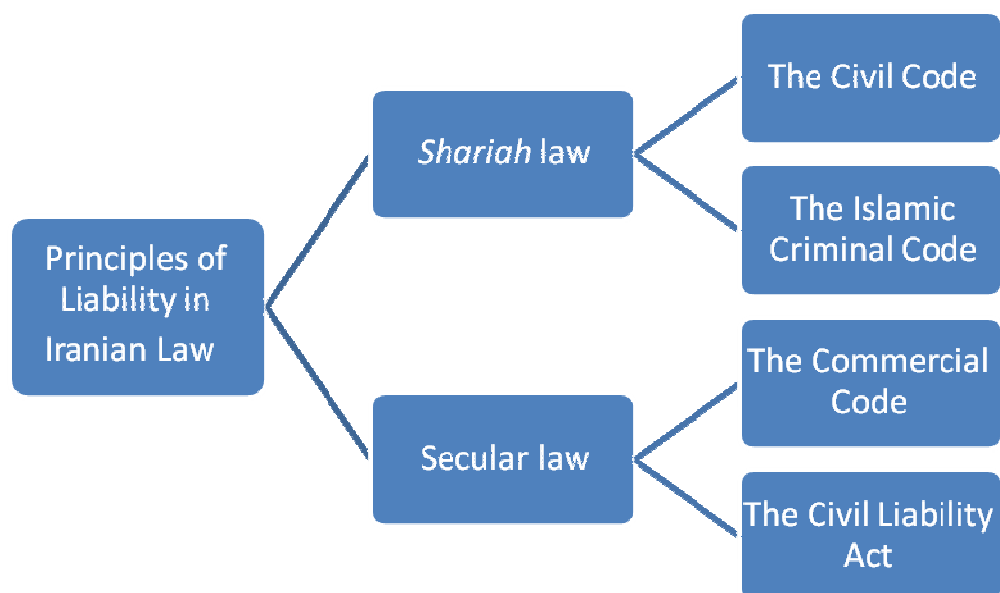 Principles of
Liability in
Iranian Law
Shariah law
Secular law
The Civil Code
The Islamic
Criminal Code
The Commercial
Code
The Civil Liability
Act